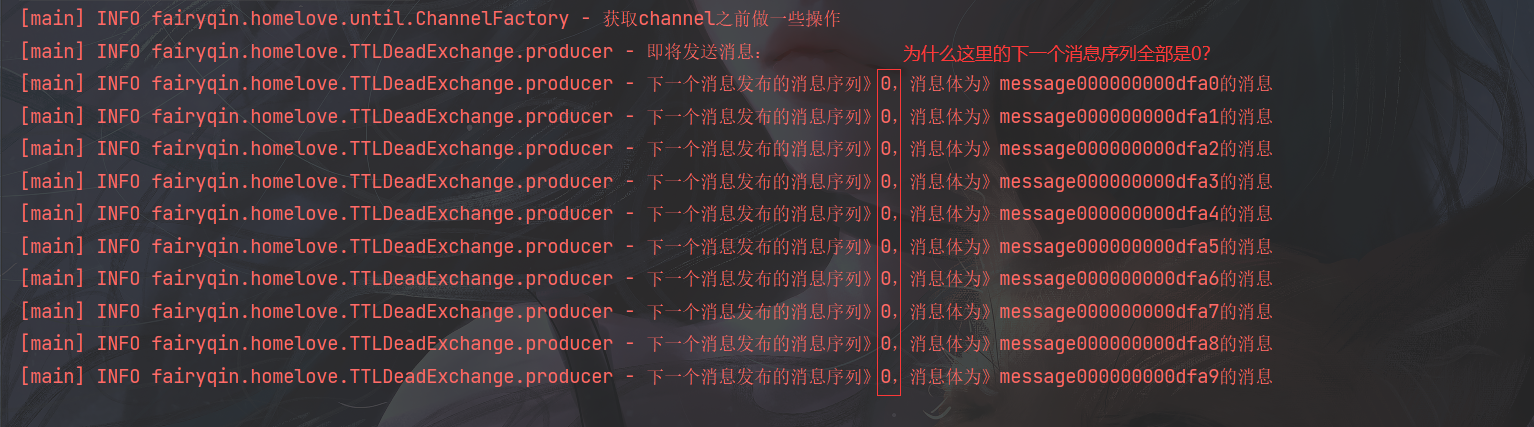 [main] INFO fairyqin.homelove.until.ChannelFactory - 获取channel之前做一些操作
[main] INFO fairyqin.homelove.TTLDeadExchange.producer - 即将发送消息：
为什么这里的下一个消息序列全部是0？
[main] INFO fairyqin.homelove.TTLDeadExchange.producer - 下一个消息发布的消息序列》0，消息体为》message000000000dfa0的消息
[main] INFO fairyqin.homelove.TTLDeadExchange.producer - 下一个消息发布的消息序列》0，消息体为》message000000000dfa1的消息
[main] INFO fairyqin.homelove.TTLDeadExchange.producer - 下一个消息发布的消息序列》0，消息体为》message000000000dfa2的消息
[main] INFO fairyqin.homelove.TTLDeadExchange.producer - 下一个消息发布的消息序列》0，消息体为》message000000000dfa3的消息
[main] INFO fairyqin.homelove.TTLDeadExchange.producer - 下一个消息发布的消息序列》0，消息体为》message000000000dfa4的消息
[main] INFO fairyqin.homelove.TTLDeadExchange.producer - 下一个消息发布的消息序列》0，消息体为》message000000000dfa5的消息
[main] INFO fairyqin.homelove.TTLDeadExchange.producer - 下一个消息发布的消息序列》0，消息体为》message000000000dfa6的消息
[main] INFO fairyqin.homelove.TTLDeadExchange.producer - 下一个消息发布的消息序列》0，消息体为》message000000000dfa7的消息
[main] INFO fairyqin.homelove.TTLDeadExchange.producer - 下一个消息发布的消息序列》0，消息体为》message000000000dfa8的消息
[main] INFO fairyqin.homelove.TTLDeadExchange.producer - 下一个消息发布的消息序列》0，消息体为》message000000000dfa9的消息